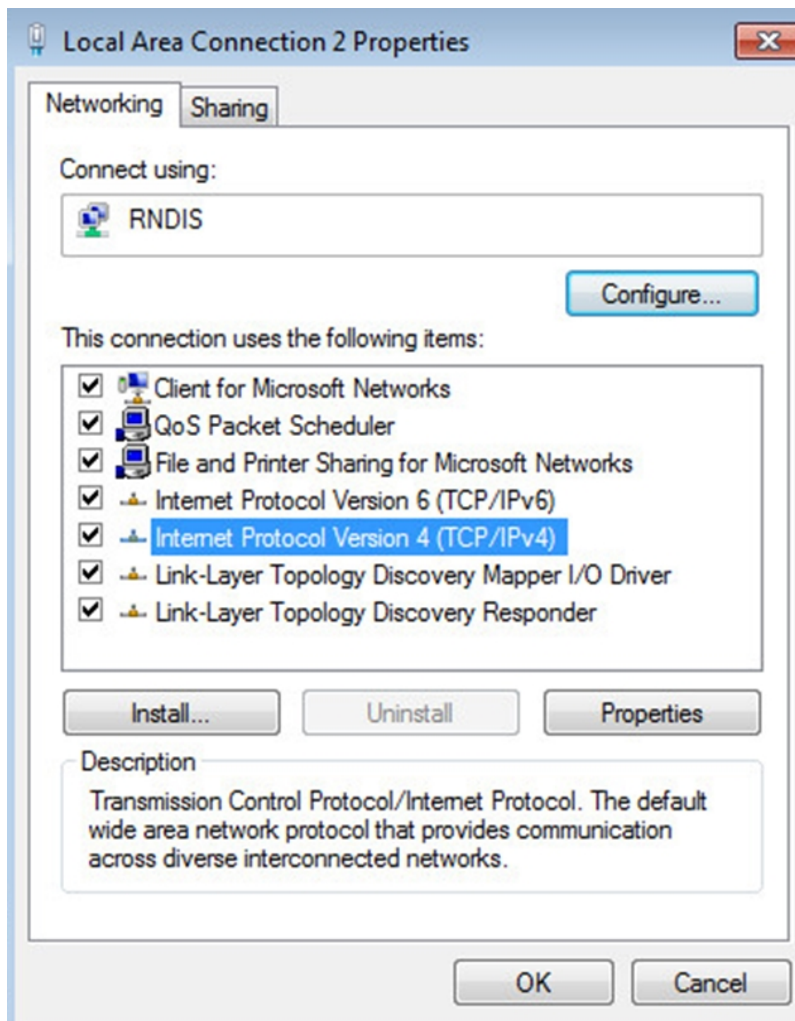 Local Area Connection 2 Properties
Networking
Sharing
Connect using:
RNDIS
Configure...
This connection uses the following items:
Client for Microsoft Networks
QoS Packet Scheduler
File and Printer Sharing for Microsoft Networks
Internet Protocol Version 6 (TCP/IPv6)
Internet Protocol Version 4 (TCP/IPv4)
Link-Layer Topology Discovery Mapper I/O Driver
Link-Layer Topology Discovery Responder
Install...
Uninstall
Properties
Description
Transmission Control Protocol/Internet Protocol. The default
wide area network protocol that provides communication
across diverse interconnected networks.
OK
Cancel